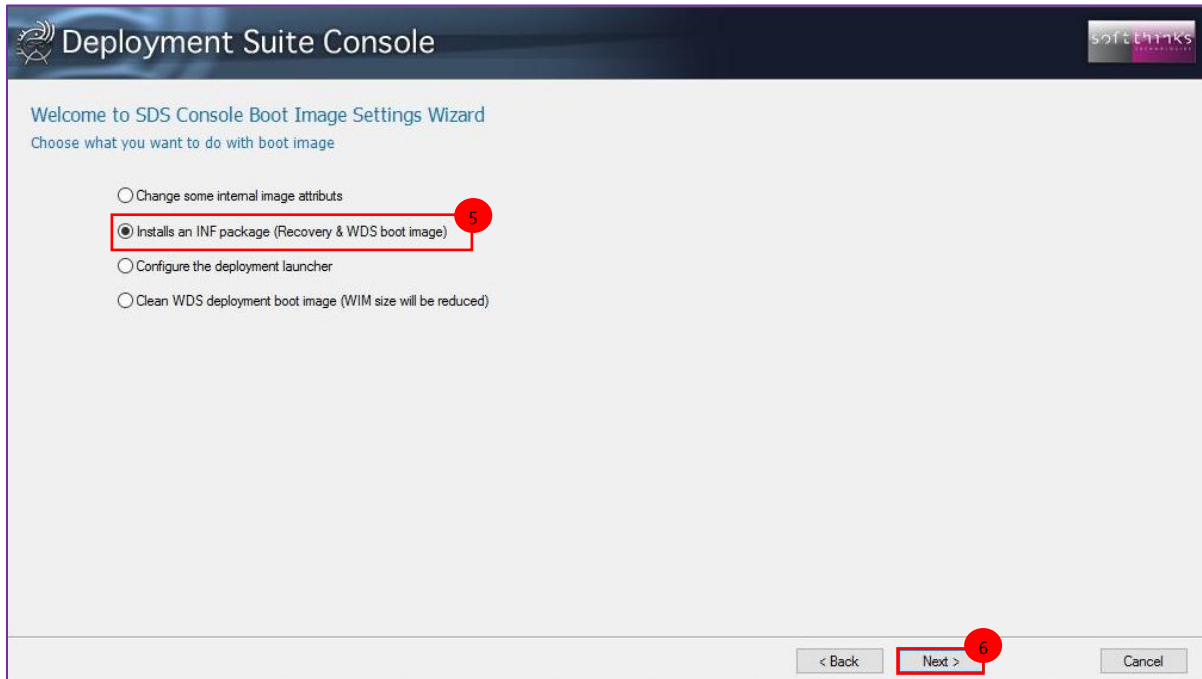 Deployment Suite Console
softthinks
TECHNOLOGIES
Welcome to SDS Console Boot Image Settings Wizard
Choose what you want to do with boot image
Change some internal image attributs
5
Installs an INF package (Recovery & WDS boot image)
Configure the deployment launcher
Clean WDS deployment boot image (WIM size will be reduced)
6
< Back Next > Cancel